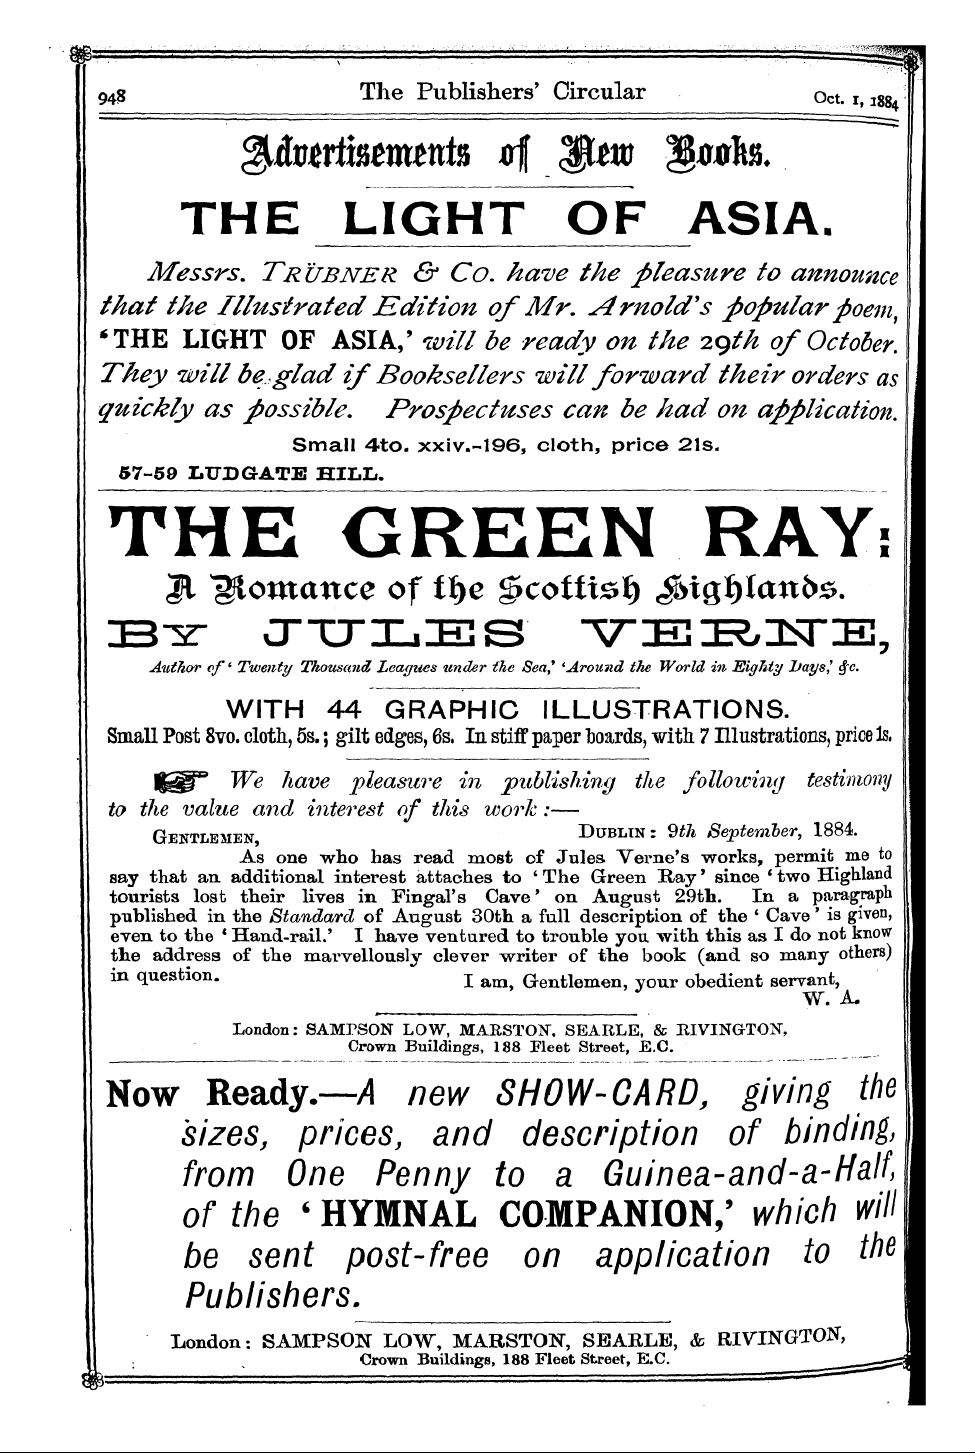 948 The Publishers' Circular Oct. 1, 1884
Advertisements of New Books.
THE LIGHT OF ASIA.
Messrs. TRÜBNER & CO. have the pleasure to announce
that the Illustrated Edition of Mr. Arnold's popular poem,
'THE LIGHT OF ASIA,' will be ready on the 29th of October.
They will be glad if Booksellers will forward their orders as
quickly as possible. Prospectuses can be had on application.
Small 4to. xxiv.-196, cloth, price 21s.
57-59 LUDGATE HILL.
THE GREEN RAY:
A Romance of the Scottish Highlands.
BY JULES VERNE,
Author of 'Twenty Thousand Leagues under the Sea,' 'Around the World in Eighty Days,' &c.
WITH 44 GRAPHIC ILLUSTRATIONS.
Small Post 8vo. cloth, 5s.; gilt edges, 6s. In stiff paper boards, with 7 Illustrations, price 1s.
☞ We have pleasure in publishing the following testimony
to the value and interest of this work:—
GENTLEMEN, DUBLIN: 9th September, 1884.
As one who has read most of Jules Verne's works, permit me to
say that an additional interest attaches to 'The Green Ray' since 'two Highland
tourists lost their lives in Fingal's Cave' on August 29th. In a paragraph
published in the Standard of August 30th a full description of the 'Cave' is given,
even to the 'Hand-rail.' I have ventured to trouble you with this as I do not know
the address of the marvellously clever writer of the book (and so many others)
in question. I am, Gentlemen, your obedient servant,
W. A.
London: SAMPSON LOW, MARSTON, SEARLE, & RIVINGTON,
Crown Buildings, 188 Fleet Street, E.C.
Now Ready.—A new SHOW-CARD, giving the
sizes, prices, and description of binding,
from One Penny to a Guinea-and-a-Half,
of the 'HYMNAL COMPANION,' which will
be sent post-free on application to the
Publishers.
London: SAMPSON LOW, MARSTON, SEARLE, & RIVINGTON,
Crown Buildings, 188 Fleet Street, E.C.